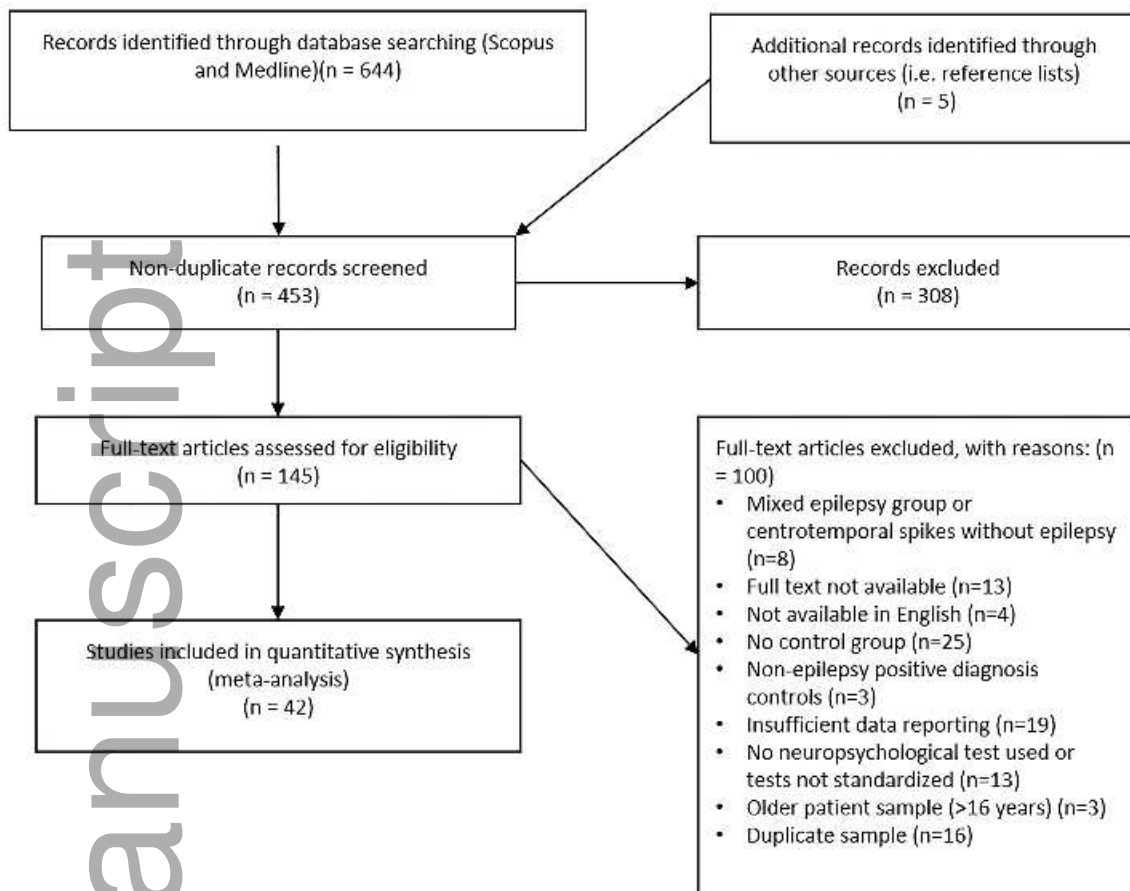 Records identified through database searching (Scopus
and Medline)(n = 644)
Additional records identified through
other sources (i.e. reference lists)
(n = 5)
Non-duplicate records screened
(n = 453)
Records excluded
(n = 308)
Full-text articles assessed for eligibility
(n = 145)
Full-text articles excluded, with reasons: (n
= 100)
• Mixed epilepsy group or
centrotemporal spikes without epilepsy
(n=8)
• Full text not available (n=13)
• Not available in English (n=4)
• No control group (n=25)
• Non-epilepsy positive diagnosis
controls (n=3)
• Insufficient data reporting (n=19)
• No neuropsychological test used or
tests not standardized (n=13)
• Older patient sample (>16 years) (n=3)
• Duplicate sample (n=16)
Studies included in quantitative synthesis
(meta-analysis)
(n = 42)
anuscript